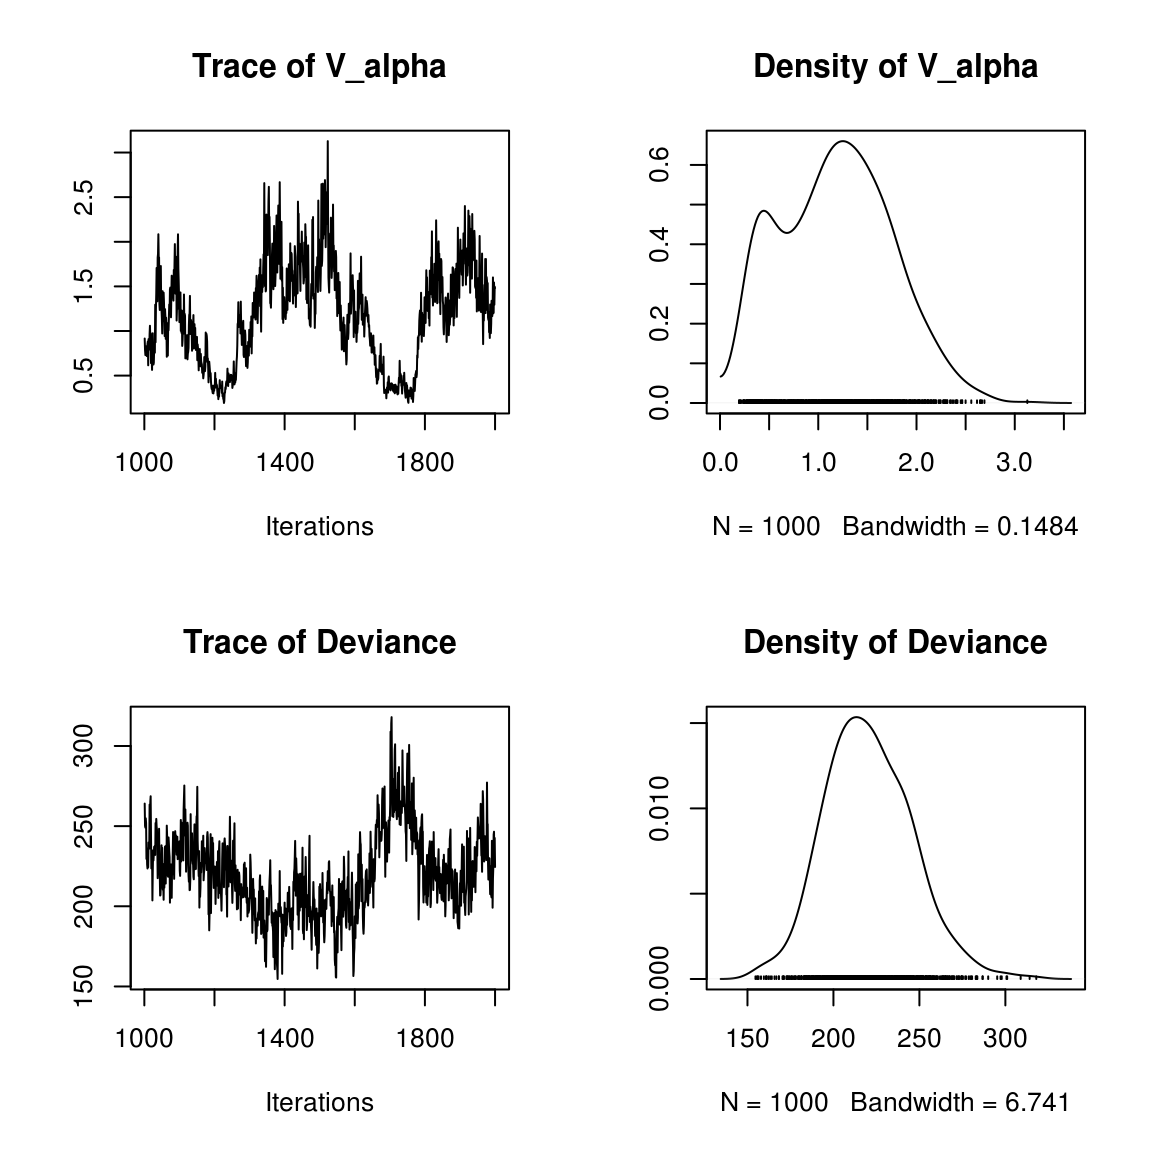 Trace of V_alpha
0.5 1.5 2.5
1000 1400 1800
Iterations
Density of V_alpha
0.0 0.2 0.4 0.6
0.0 1.0 2.0 3.0
N = 1000 Bandwidth = 0.1484
Trace of Deviance
150 200 250 300
1000 1400 1800
Iterations
Density of Deviance
0.000 0.010
150 200 250 300
N = 1000 Bandwidth = 6.741